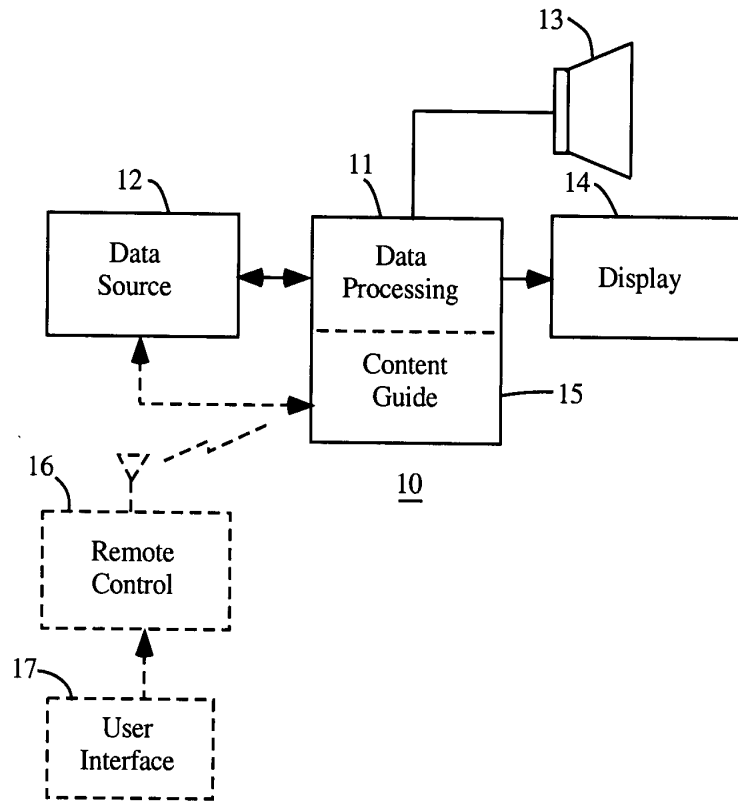 13
12
11
14
Data
Source
Data
Processing
Display
Content
Guide
15
16
10
Remote
Control
17
User
Interface